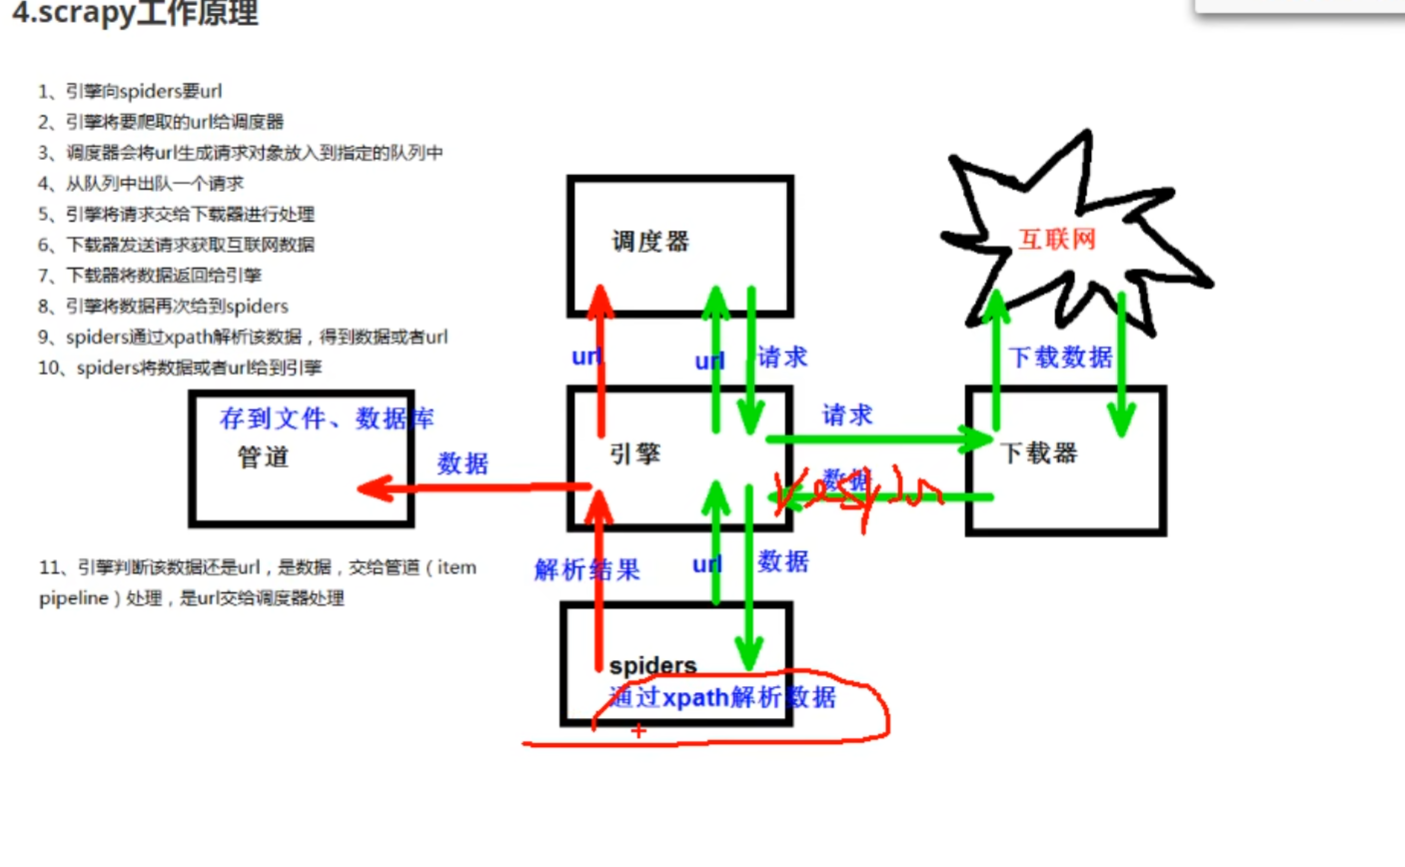 4.scrapy工作原理
1、引擎向spiders要url
2、引擎将要爬取的url给调度器
3、调度器会将url生成请求对象放入到指定的队列中
4、从队列中出队一个请求
5、引擎将请求交给下载器进行处理
6、下载器发送请求获取互联网数据
7、下载器将数据返回给引擎
8、引擎将数据再次给到spiders
9、spiders通过xpath解析该数据，得到数据或者url
10、spiders将数据或者url给到引擎
调度器
互联网
url
url
请求
下载数据
存到文件、数据库
管道
数据
引擎
请求
数据
下载器
11、引擎判断该数据还是url，是数据，交给管道（item
pipeline）处理，是url交给调度器处理
解析结果
url
数据
spiders
通过xpath解析数据